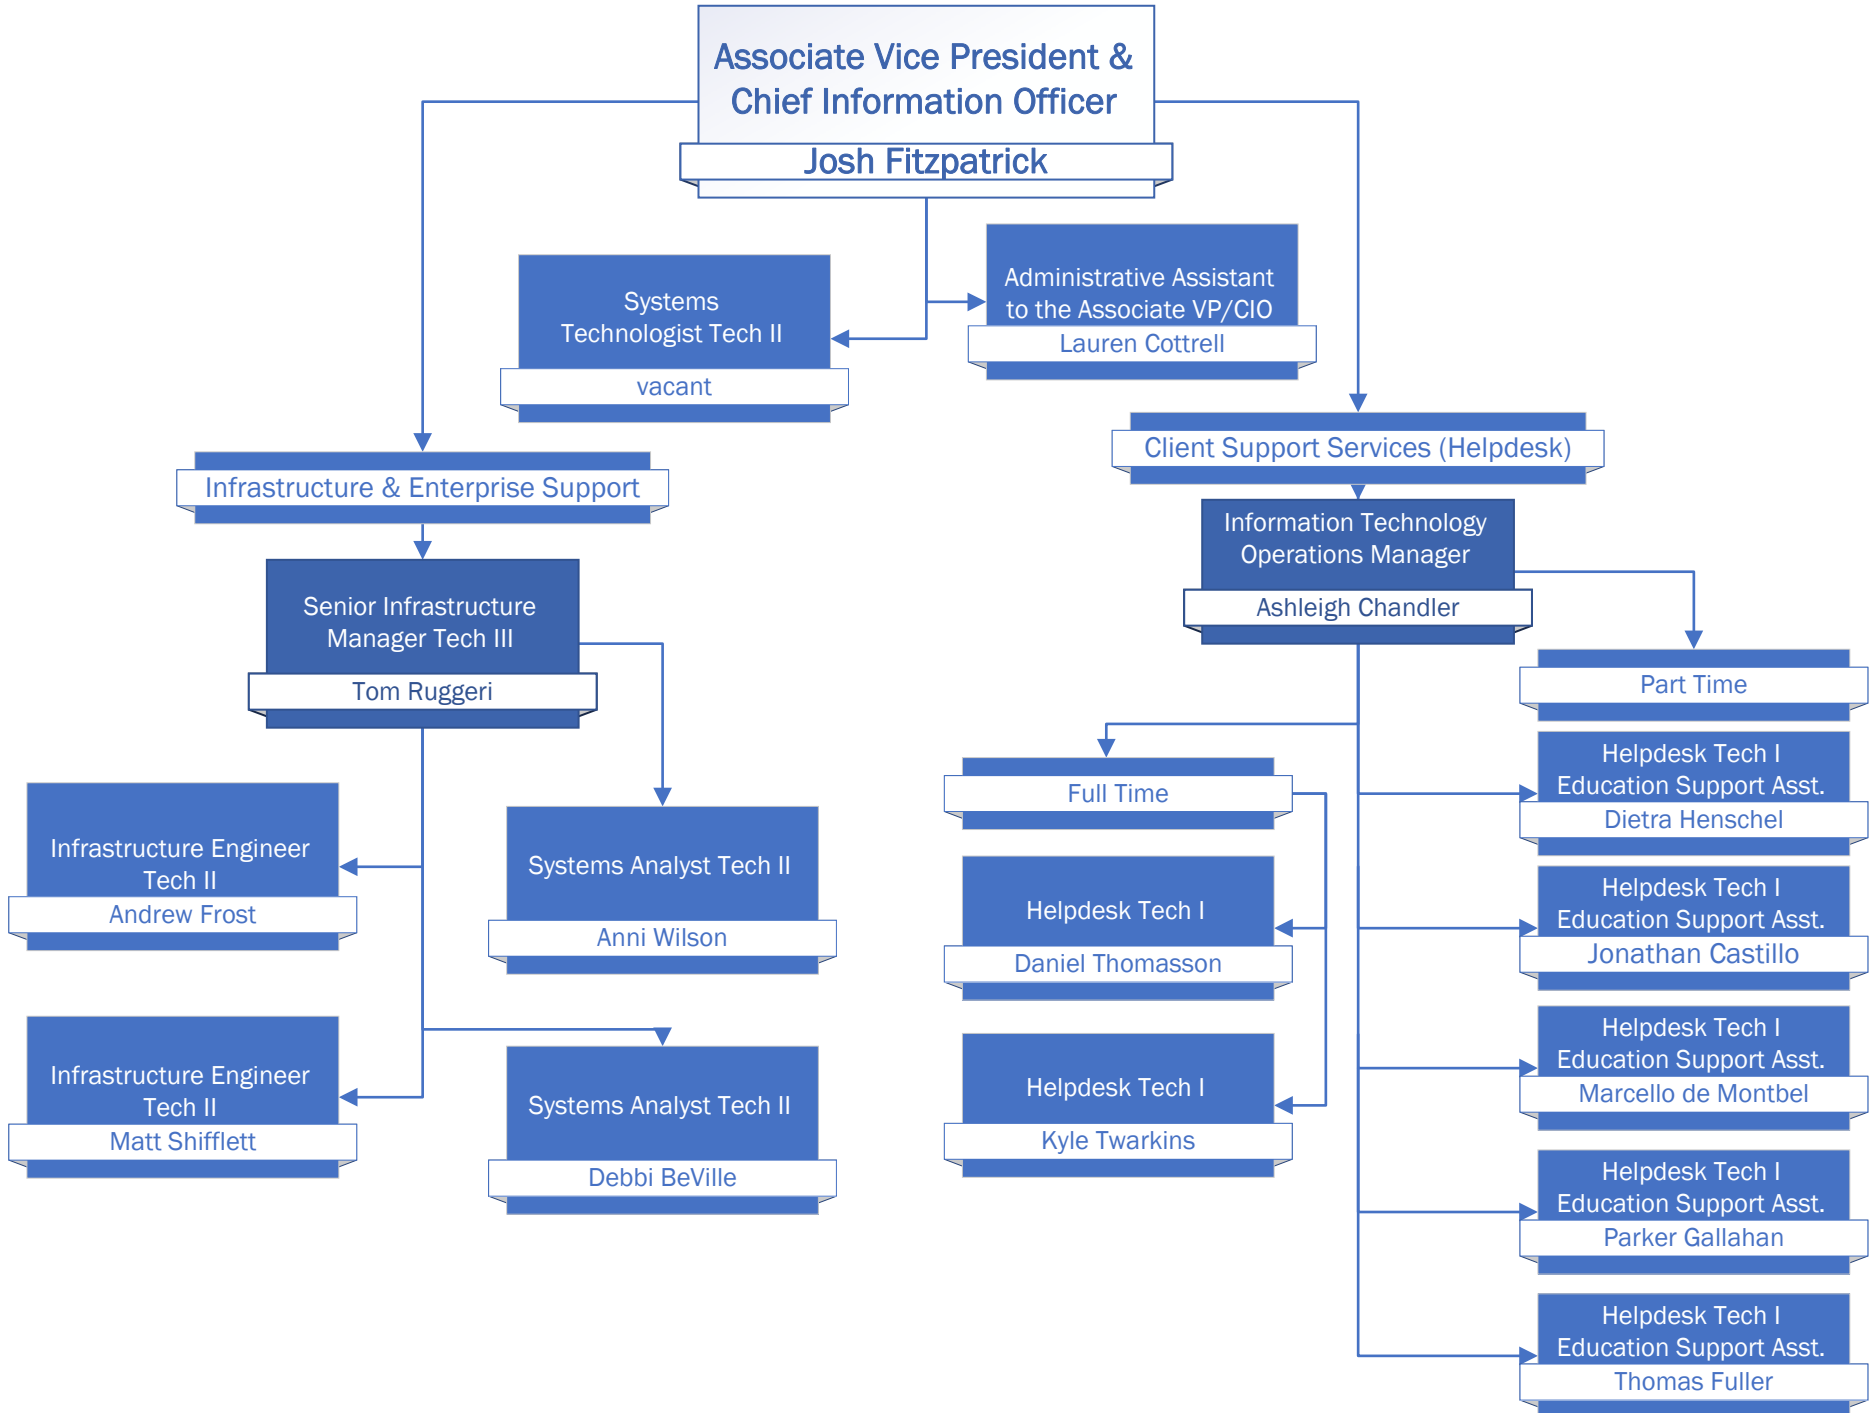 Associate Vice President &
Chief Information Officer
Josh Fitzpatrick
Systems
Technologist Tech II
vacant
Administrative Assistant
to the Associate VP/CIO
Lauren Cottrell
Infrastructure & Enterprise Support
Senior Infrastructure
Manager Tech III
Tom Ruggeri
Infrastructure Engineer
Tech II
Andrew Frost
Systems Analyst Tech II
Anni Wilson
Infrastructure Engineer
Tech II
Matt Shifflett
Systems Analyst Tech II
Debbi BeVille
Client Support Services (Helpdesk)
Information Technology
Operations Manager
Ashleigh Chandler
Full Time
Helpdesk Tech I
Daniel Thomasson
Helpdesk Tech I
Kyle Twarkins
Part Time
Helpdesk Tech I
Education Support Asst.
Dietra Henschel
Helpdesk Tech I
Education Support Asst.
Jonathan Castillo
Helpdesk Tech I
Education Support Asst.
Marcello de Montbel
Helpdesk Tech I
Education Support Asst.
Parker Gallahan
Helpdesk Tech I
Education Support Asst.
Thomas Fuller